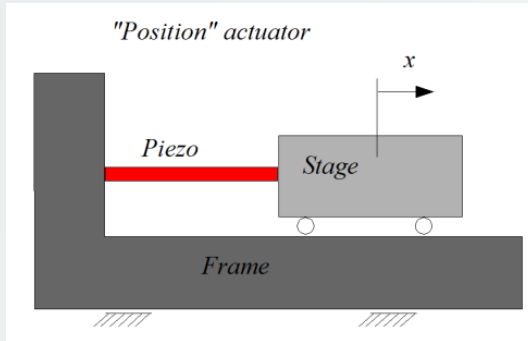 "Position" actuator
x
Piezo
Stage
Frame